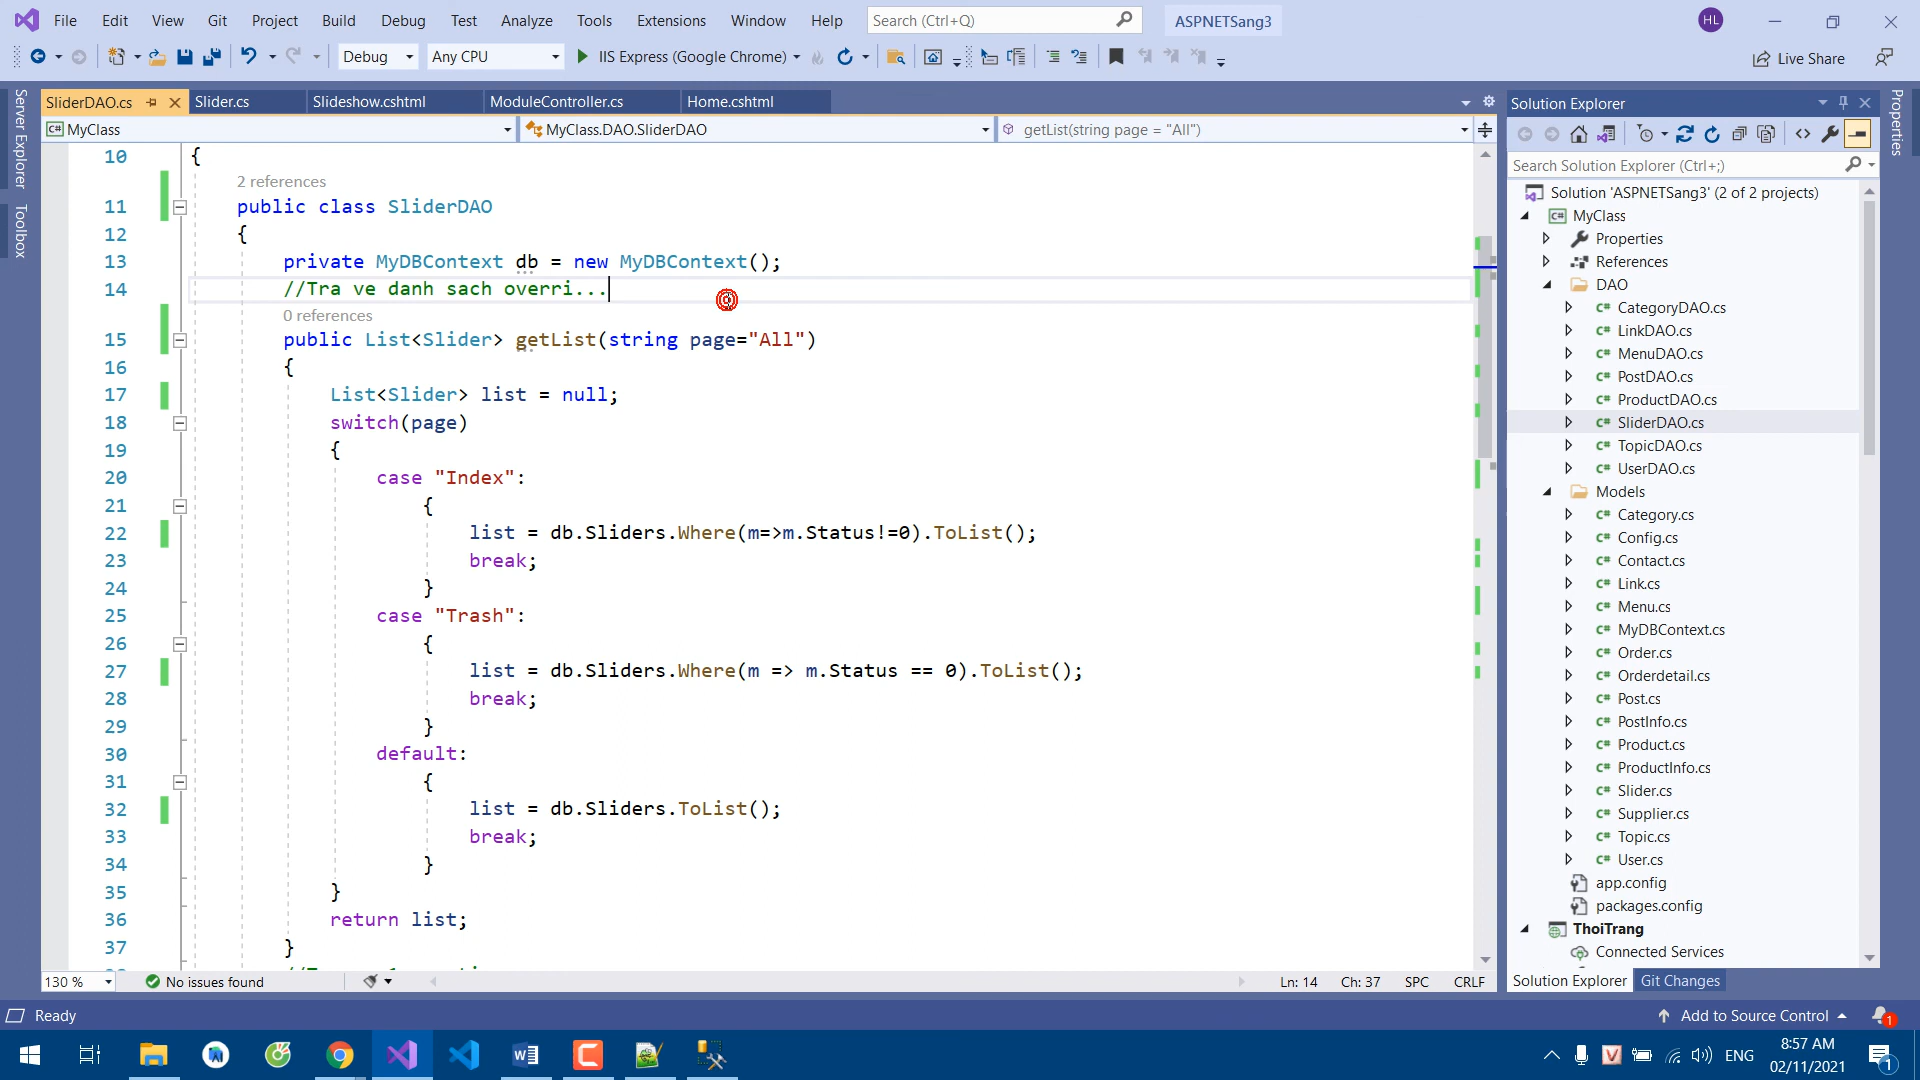 File Edit View Git Project Build Debug Test Analyze Tools Extensions Window Help Search (Ctrl+Q) ASPNETSang3 HL
Debug Any CPU IIS Express (Google Chrome) Live Share
SliderDAO.cs Slider.cs Slideshow.cshtml ModuleController.cs Home.cshtml
MyClass MyClass.DAO.SliderDAO getList(string page = "All")
Server Explorer
Toolbox
10 {
2 references
11 public class SliderDAO
12 {
13 private MyDBContext db = new MyDBContext();
14 //Tra ve danh sach overri...
0 references
15 public List<Slider> getList(string page="All")
16 {
17 List<Slider> list = null;
18 switch(page)
19 {
20 case "Index":
21 {
22 list = db.Sliders.Where(m=>m.Status!=0).ToList();
23 break;
24 }
25 case "Trash":
26 {
27 list = db.Sliders.Where(m => m.Status == 0).ToList();
28 break;
29 }
30 default:
31 {
32 list = db.Sliders.ToList();
33 break;
34 }
35 }
36 return list;
37 }
130 % No issues found Ln: 14 Ch: 37 SPC CRLF
Solution Explorer
Search Solution Explorer (Ctrl+;)
Solution 'ASPNETSang3' (2 of 2 projects)
MyClass
Properties
References
DAO
CategoryDAO.cs
LinkDAO.cs
MenuDAO.cs
PostDAO.cs
ProductDAO.cs
SliderDAO.cs
TopicDAO.cs
UserDAO.cs
Models
Category.cs
Config.cs
Contact.cs
Link.cs
Menu.cs
MyDBContext.cs
Order.cs
Orderdetail.cs
Post.cs
PostInfo.cs
Product.cs
ProductInfo.cs
Slider.cs
Supplier.cs
Topic.cs
User.cs
app.config
packages.config
ThoiTrang
Connected Services
Solution Explorer Git Changes
Properties
Ready Add to Source Control 1
ENG 8:57 AM
02/11/2021 1